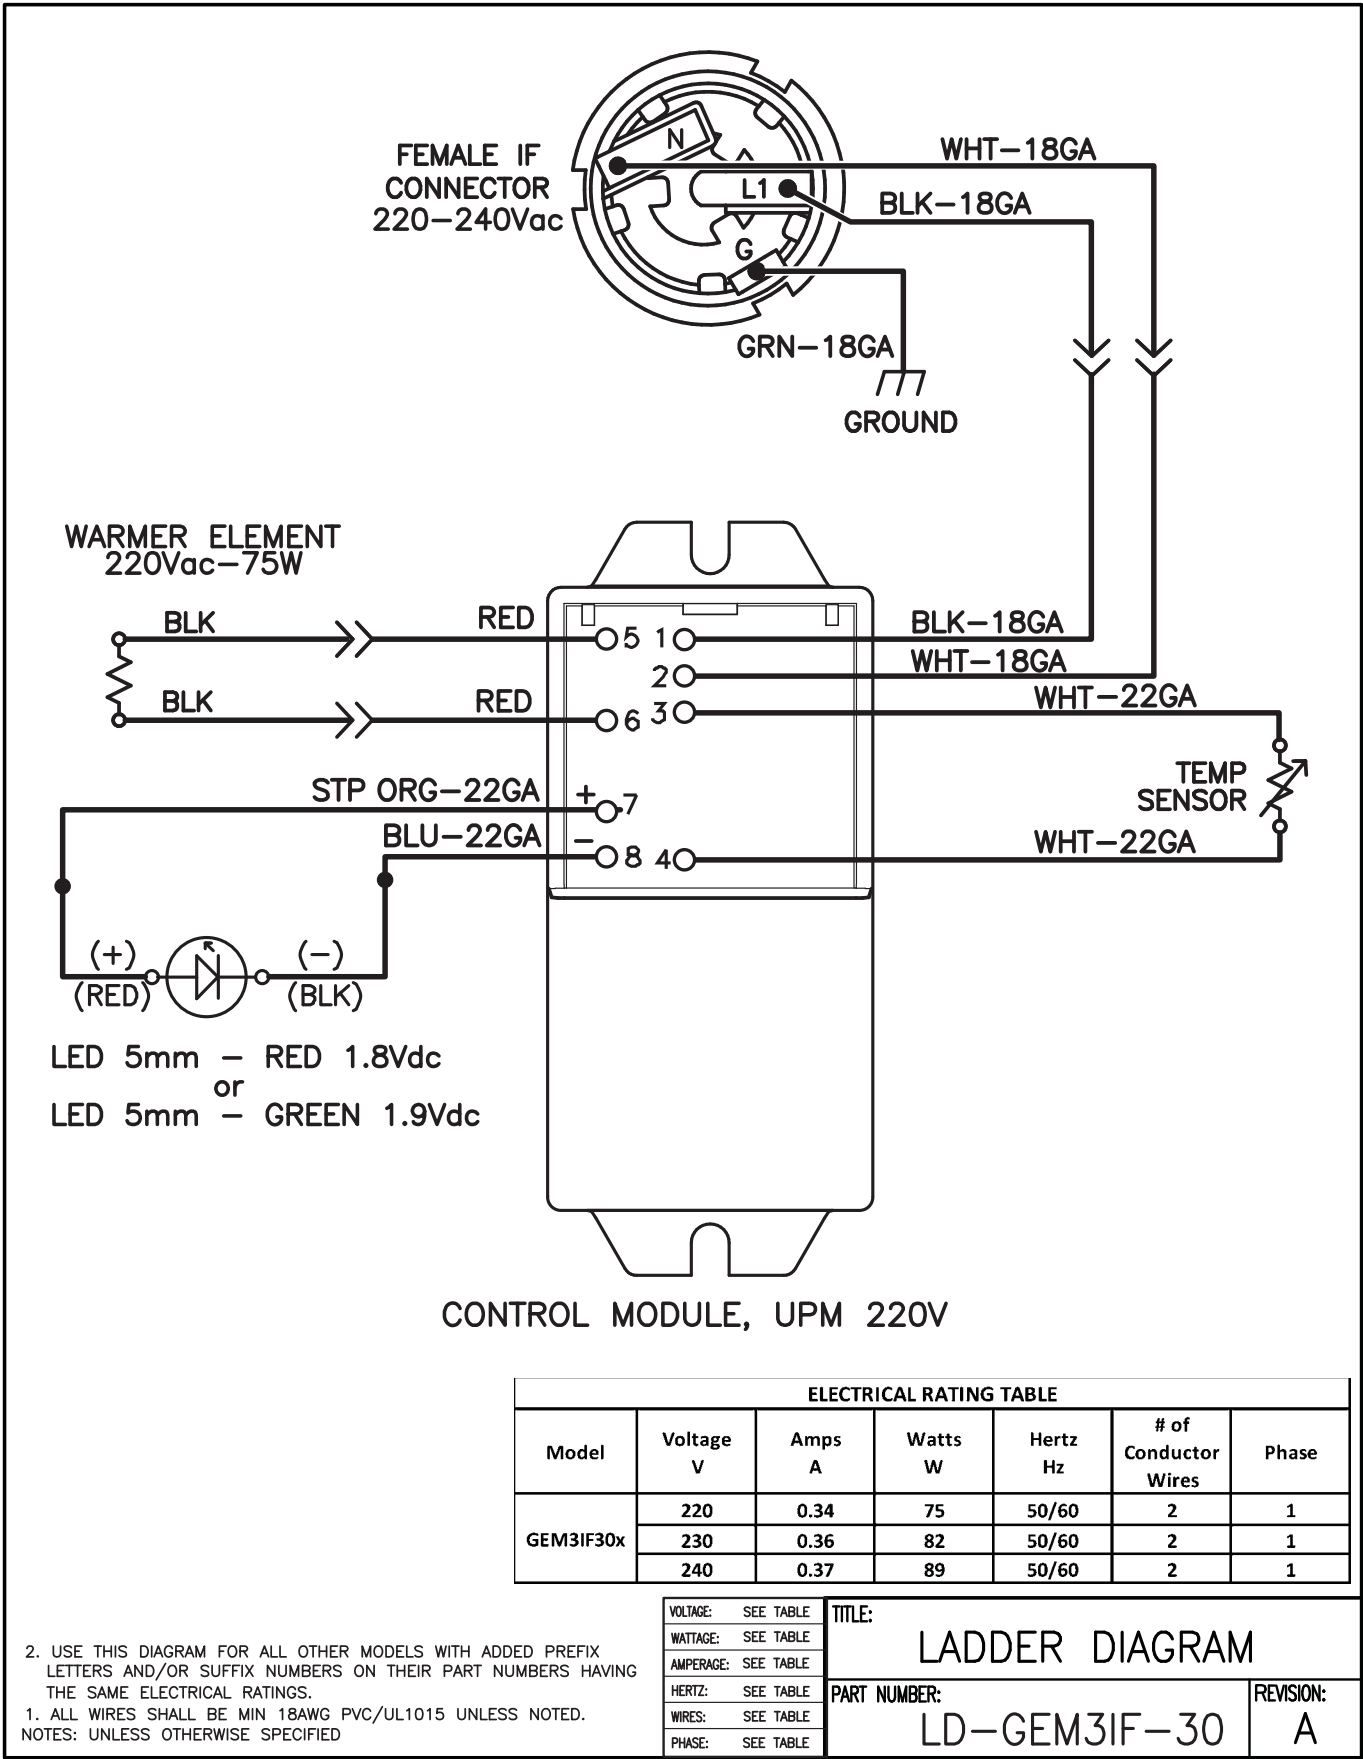 N
FEMALE IF
CONNECTOR
220-240Vac
WHT-18GA
L1
BLK-18GA
G
GRN-18GA
GROUND
WARMER ELEMENT
220Vac-75W
BLK
RED
5 1
BLK-18GA
2
WHT-18GA
BLK
RED
6 3
WHT-22GA
TEMP
SENSOR
STP ORG-22GA
+
7
BLU-22GA
-
8 4
WHT-22GA
(+)
(-)
(RED)
(BLK)
LED 5mm - RED 1.8Vdc
or
LED 5mm - GREEN 1.9Vdc
CONTROL MODULE, UPM 220V
ELECTRICAL RATING TABLE
Model Voltage V Amps A Watts W Hertz Hz # of Conductor Wires Phase
GEM3IF30x
220 0.34 75 50/60 2 1
230 0.36 82 50/60 2 1
240 0.37 89 50/60 2 1
2. USE THIS DIAGRAM FOR ALL OTHER MODELS WITH ADDED PREFIX
LETTERS AND/OR SUFFIX NUMBERS ON THEIR PART NUMBERS HAVING
THE SAME ELECTRICAL RATINGS.
1. ALL WIRES SHALL BE MIN 18AWG PVC/UL1015 UNLESS NOTED.
NOTES: UNLESS OTHERWISE SPECIFIED
VOLTAGE: SEE TABLE
WATTAGE: SEE TABLE
AMPERAGE: SEE TABLE
HERTZ: SEE TABLE
WIRES: SEE TABLE
PHASE: SEE TABLE
TITLE:
LADDER DIAGRAM
PART NUMBER:
LD-GEM3IF-30
REVISION:
A